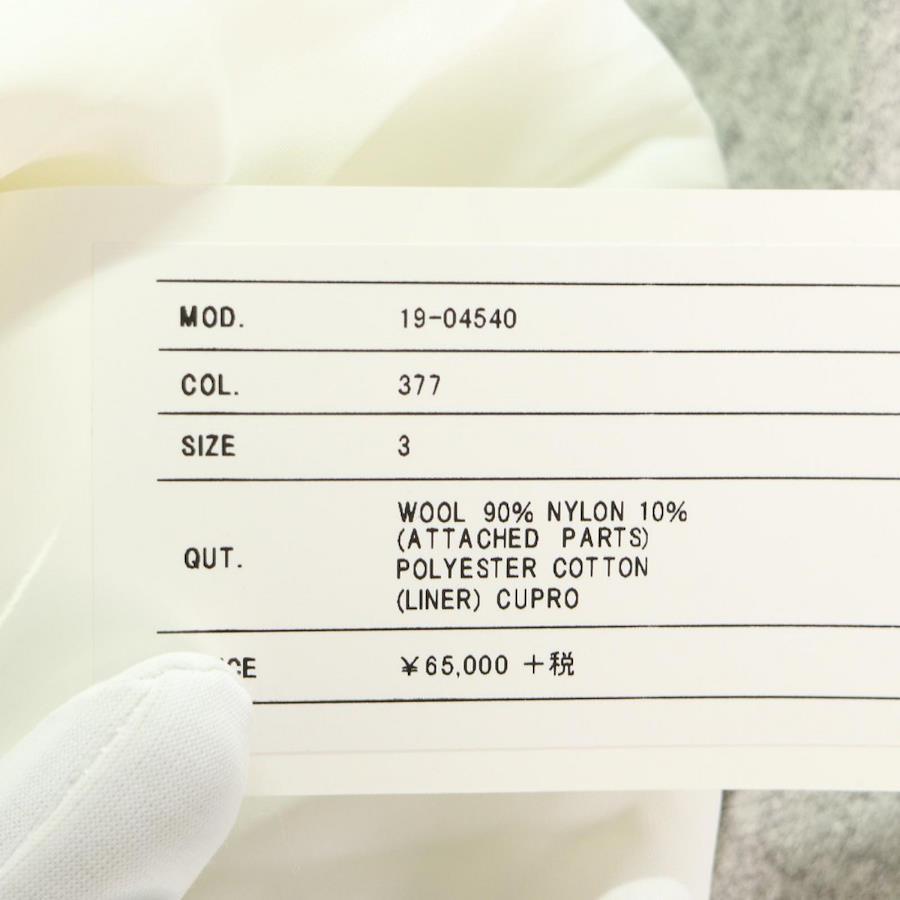 MOD. 19-04540
COL. 377
SIZE 3
QUT. WOOL 90% NYLON 10%
(ATTACHED PARTS)
POLYESTER COTTON
(LINER) CUPRO
¥65,000 +税